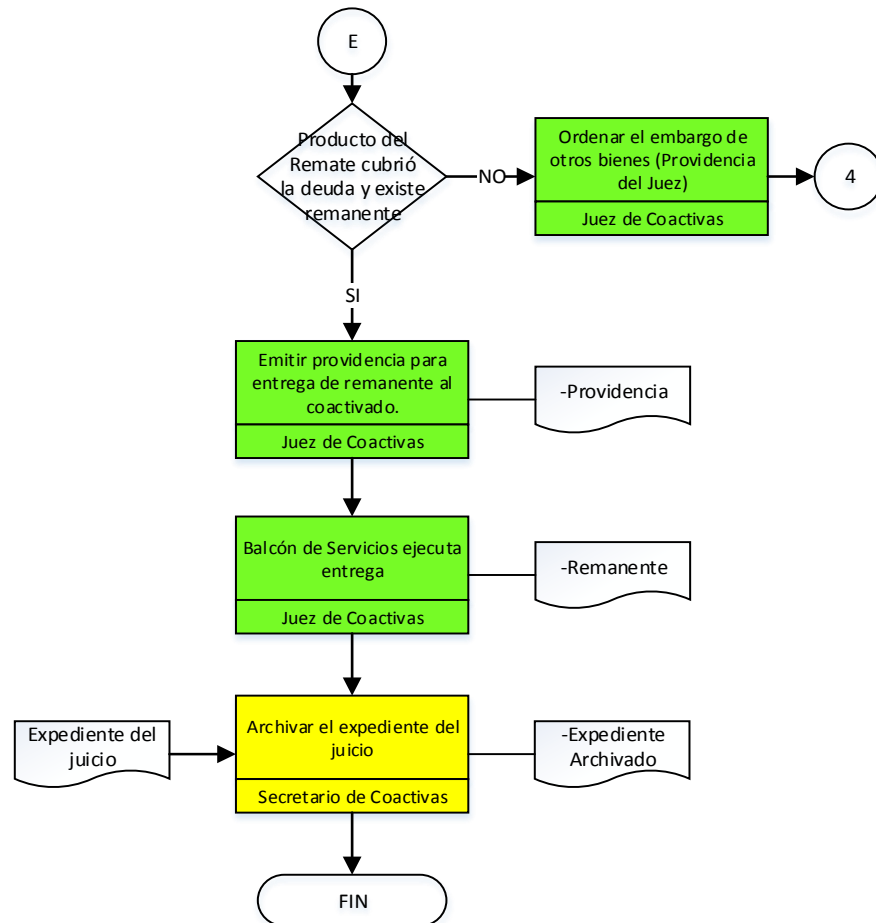 E
Producto del
Remate cubrió
la deuda y existe
remanente
NO
Ordenar el embargo de
otros bienes (Providencia
del Juez)
Juez de Coactivas
4
SI
Emitir providencia para
entrega de remanente al
coactivado.
Juez de Coactivas
-Providencia
Balcón de Servicios ejecuta
entrega
Juez de Coactivas
-Remanente
Expediente del
juicio
Archivar el expediente del
juicio
Secretario de Coactivas
-Expediente
Archivado
FIN